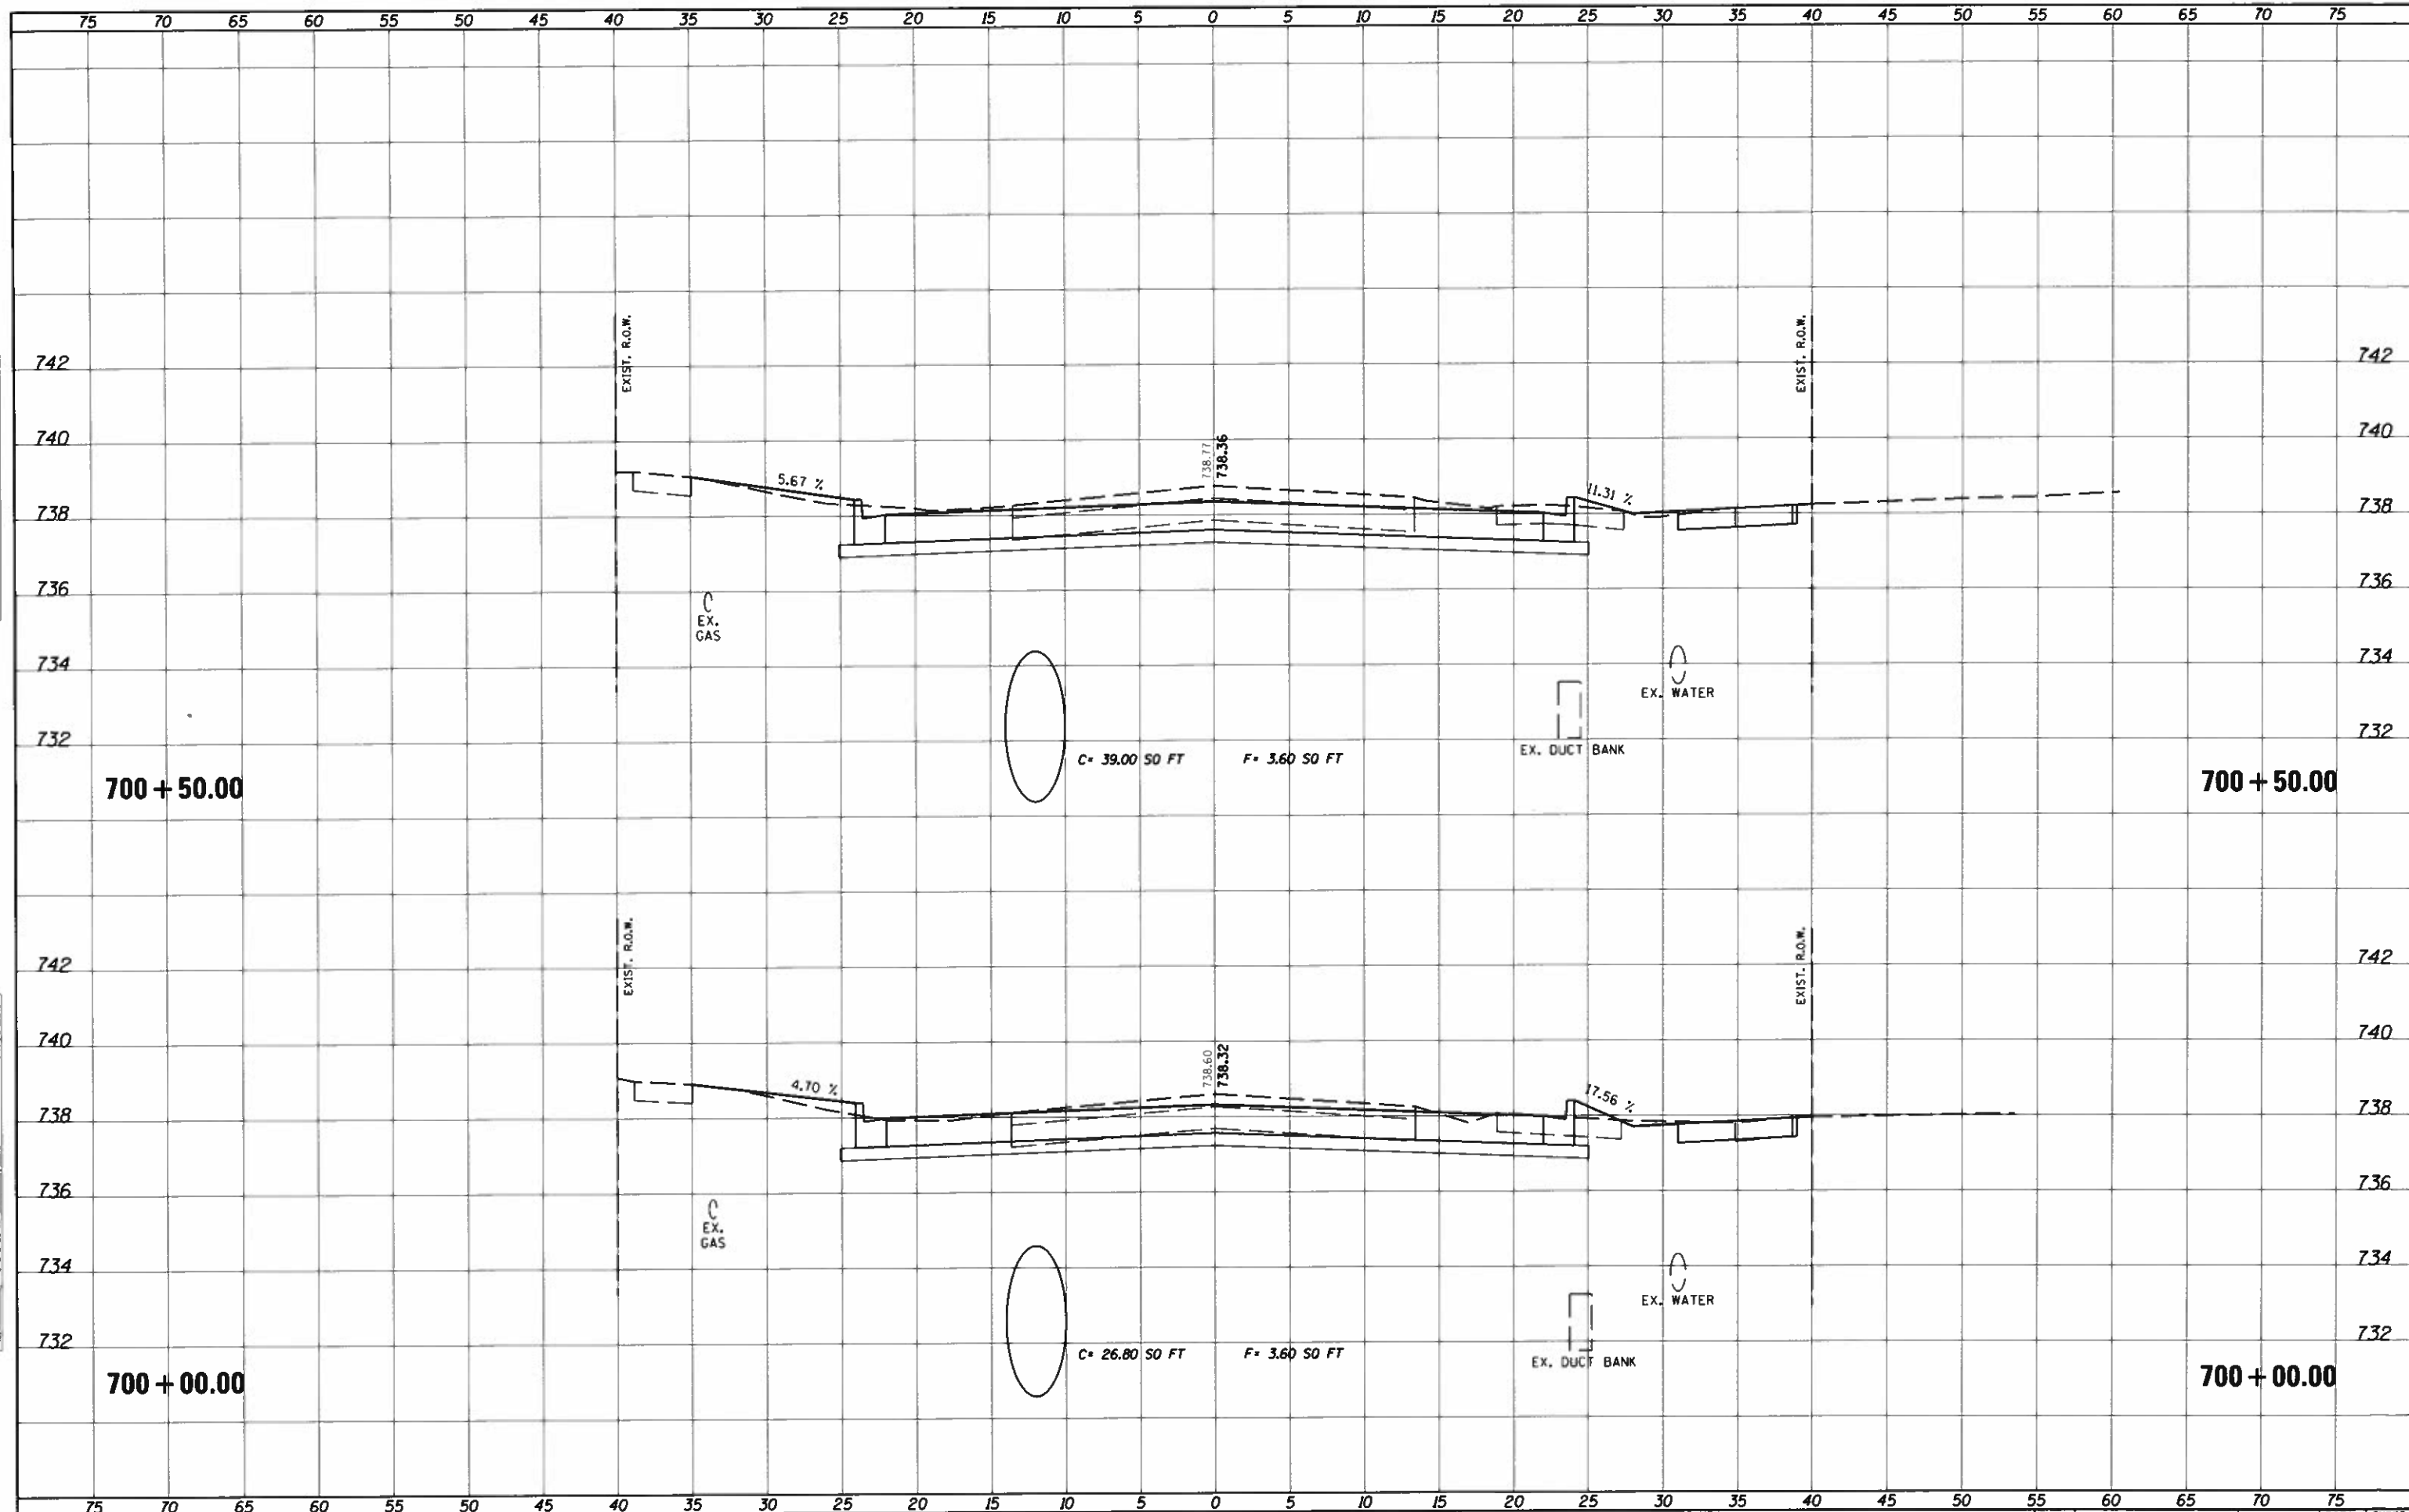 75 70 65 60 55 50 45 40 35 30 25 20 15 10 5 0 5 10 15 20 25 30 35 40 45 50 55 60 65 70 75
EXIST. R.O.W.
EXIST. R.O.W.
742 742
740 738.77 738.36 740
5.67 % 11.31 %
738 738
736 736
EX.
GAS
734 734
EX. WATER
732 732
C= 39.00 SQ FT F= 3.60 SQ FT EX. DUCT BANK
700 + 50.00 700 + 50.00
EXIST. R.O.W.
EXIST. R.O.W.
742 742
740 738.60 738.32 740
4.70 % 17.56 %
738 738
736 736
EX.
GAS
734 734
EX. WATER
732 732
C= 26.80 SQ FT F= 3.60 SQ FT EX. DUCT BANK
700 + 00.00 700 + 00.00
75 70 65 60 55 50 45 40 35 30 25 20 15 10 5 0 5 10 15 20 25 30 35 40 45 50 55 60 65 70 75